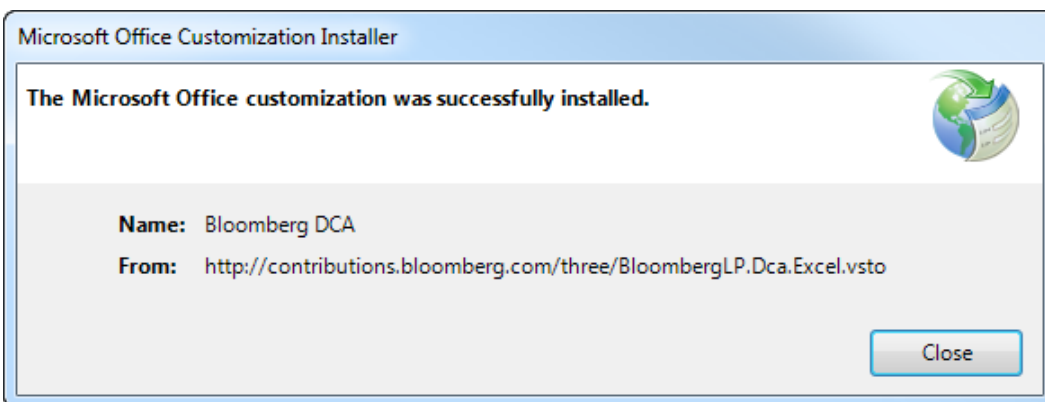 Microsoft Office Customization Installer
The Microsoft Office customization was successfully installed.
Name: Bloomberg DCA
From: http://contributions.bloomberg.com/three/BloombergLP.Dca.Excel.vsto
Close